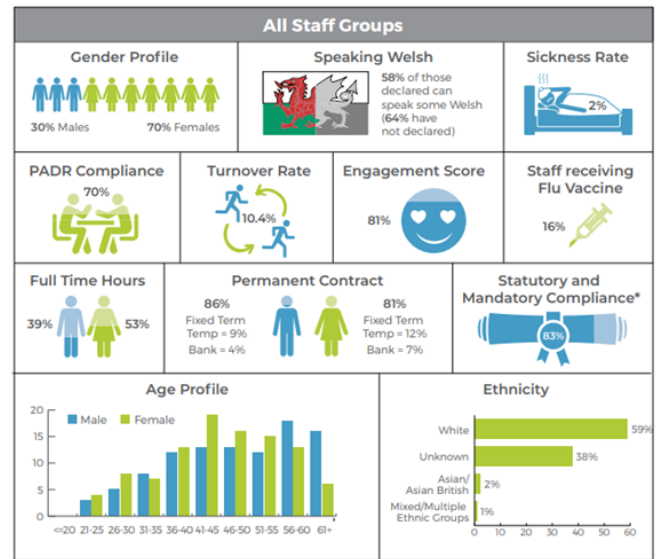 All Staff Groups
Gender Profile
30% Males
70% Females
Speaking Welsh
58% of those
declared can
speak some Welsh
(64% have
not declared)
Sickness Rate
2%
PADR Compliance
70%
Turnover Rate
10.4%
Engagement Score
81%
Staff receiving
Flu Vaccine
16%
Full Time Hours
39%
53%
Permanent Contract
86%
Fixed Term
Temp = 9%
Bank = 4%
81%
Fixed Term
Temp = 12%
Bank = 7%
Statutory and
Mandatory Compliance*
83%
Age Profile
Male
Female
20
15
10
5
0
<=20 21-25 26-30 31-35 36-40 41-45 46-50 51-55 56-60 61+
Ethnicity
White
59%
Unknown
38%
Asian/
Asian British
2%
Mixed/Multiple
Ethnic Groups
1%
0 10 20 30 40 50 60